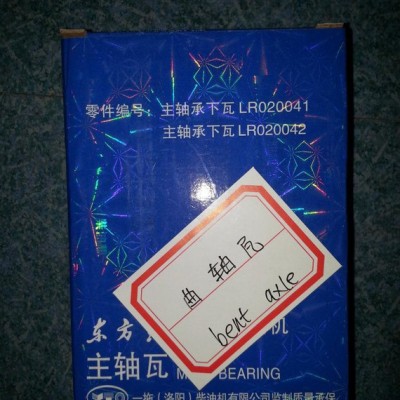 零件编号：主轴承下瓦 LR020041
主轴承下瓦 LR020042
曲轴瓦
bent axle
东方 机
主轴瓦 M BEARING
一拖（洛阳）柴油机有限公司监制质量承保